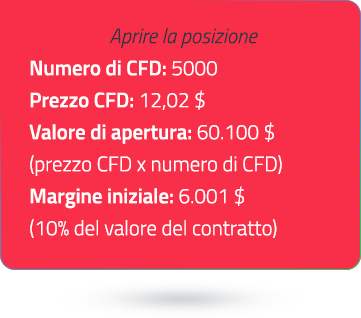 Aprire la posizione
Numero di CFD: 5000
Prezzo CFD: 12,02 $
Valore di apertura: 60.100 $
(prezzo CFD x numero di CFD)
Margine iniziale: 6.001 $
(10% del valore del contratto)